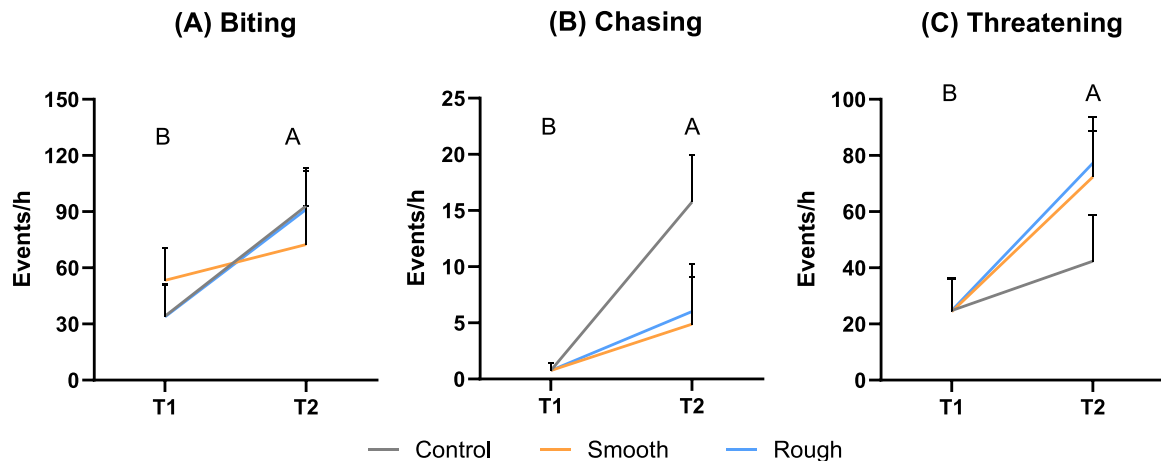 (A) Biting
(B) Chasing
(C) Threatening
Events/h
150
120
90
60
30
0
B
A
T1
T2
Events/h
25
20
15
10
5
0
B
A
T1
T2
Events/h
100
80
60
40
20
0
B
A
T1
T2
Control
Smooth
Rough